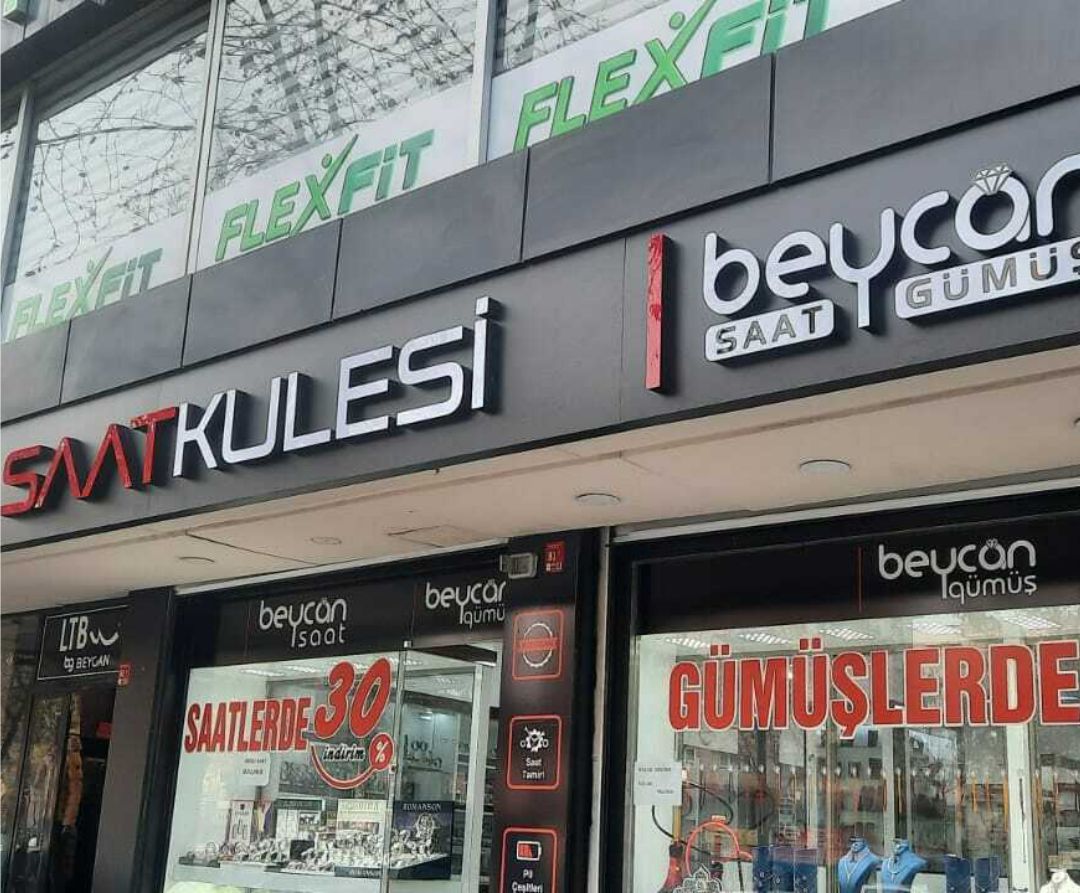 FLEXFiT
FLEXFiT
FLEXFiT
SAATKULESİ
beycan
SAAT GÜMÜŞ
LTB
bg BEYCAN
beycan
saat
beycan
gümüş
beycan
gümüş
SAATLERDE 30
indirim %
GÜMÜŞLERDE
Saat
Tamiri
Pil
Çeşitleri
ROMANSON